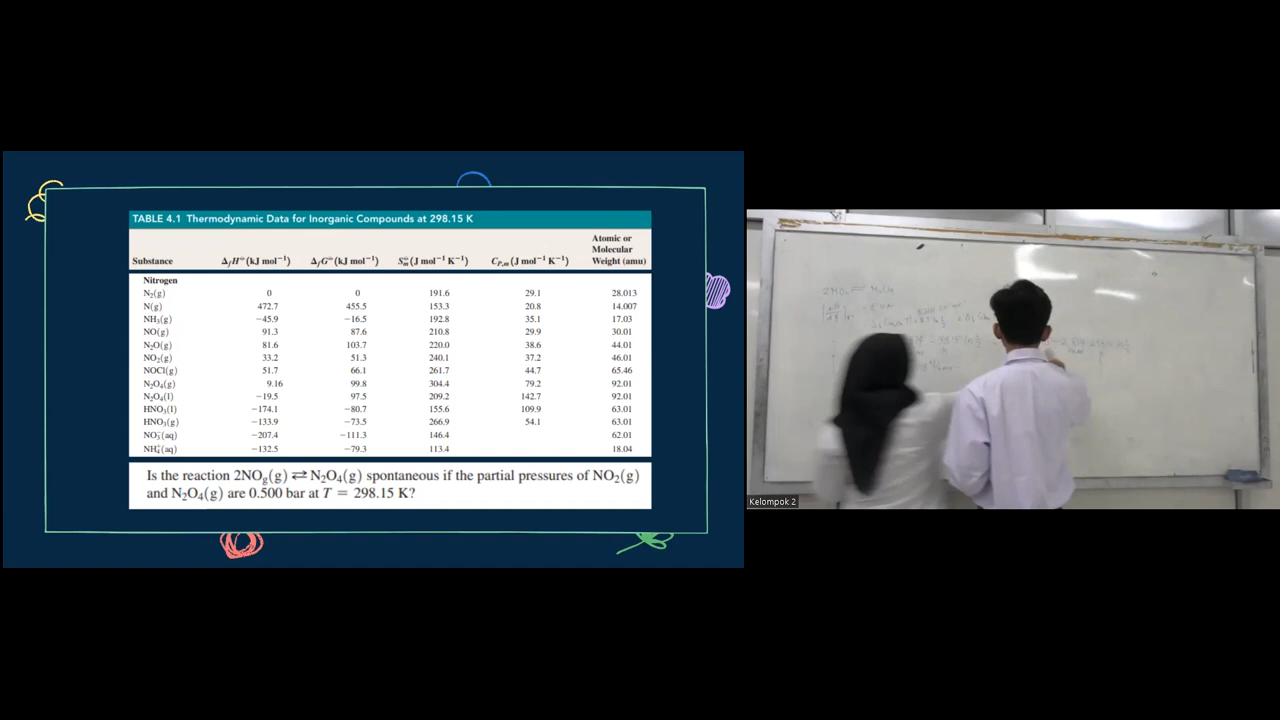 TABLE 4.1 Thermodynamic Data for Inorganic Compounds at 298.15 K
Substance ΔfH°(kJ mol⁻¹) ΔfG°(kJ mol⁻¹) S°m(J mol⁻¹ K⁻¹) CP,m(J mol⁻¹ K⁻¹) Atomic or Molecular Weight (amu)
Nitrogen
N₂(g) 0 0 191.6 29.1 28.013
N(g) 472.7 455.5 153.3 20.8 14.007
NH₃(g) −45.9 −16.5 192.8 35.1 17.03
NO(g) 91.3 87.6 210.8 29.9 30.01
N₂O(g) 81.6 103.7 220.0 38.6 44.01
NO₂(g) 33.2 51.3 240.1 37.2 46.01
NOCl(g) 51.7 66.1 261.7 44.7 65.46
N₂O₄(g) 9.16 99.8 304.4 79.2 92.01
N₂O₄(l) −19.5 97.5 209.2 142.7 92.01
HNO₃(l) −174.1 −80.7 155.6 109.9 63.01
HNO₃(g) −133.9 −73.5 266.9 54.1 63.01
NO₃⁻(aq) −207.4 −111.3 146.4 62.01
NH₄⁺(aq) −132.5 −79.3 113.4 18.04
Is the reaction 2NOg(g) ⇄ N₂O₄(g) spontaneous if the partial pressures of NO₂(g)
and N₂O₄(g) are 0.500 bar at T = 298.15 K?
Kelompok 2